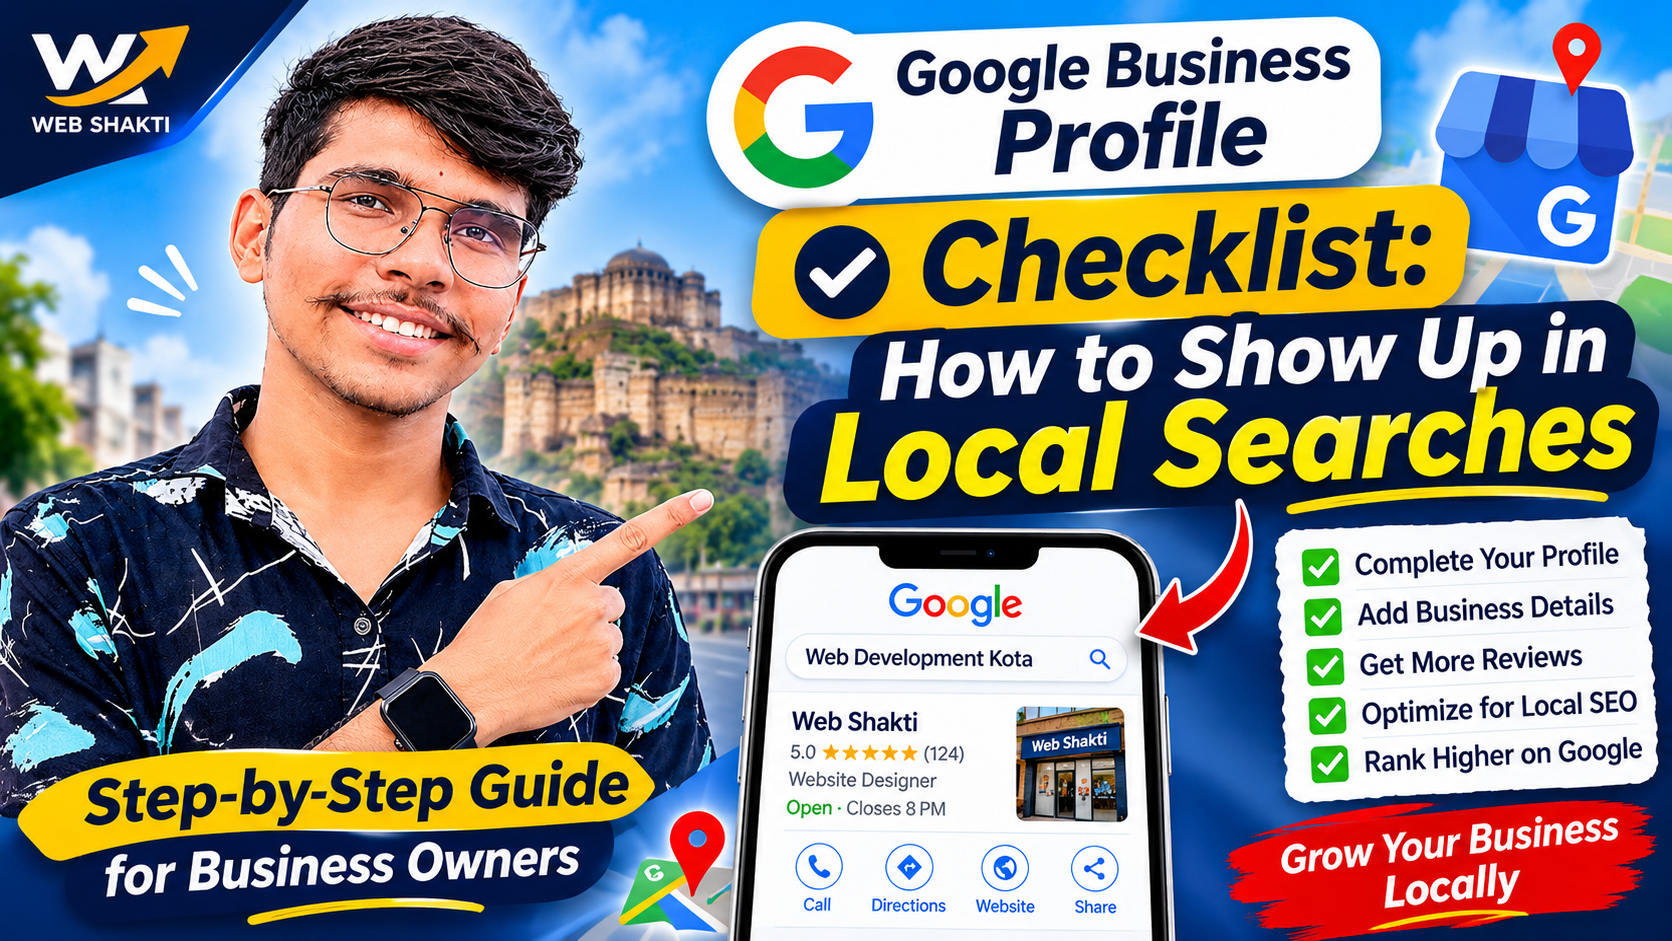 WEB SHAKTI
Google Business
Profile
Checklist:
How to Show Up in
Local Searches
Complete Your Profile
Add Business Details
Get More Reviews
Optimize for Local SEO
Rank Higher on Google
Google
Web Development Kota
Web Shakti
5.0 ★★★★★ (124)
Website Designer
Open · Closes 8 PM
Web Shakti
Call
Directions
Website
Share
Step-by-Step Guide
for Business Owners
Grow Your Business
Locally